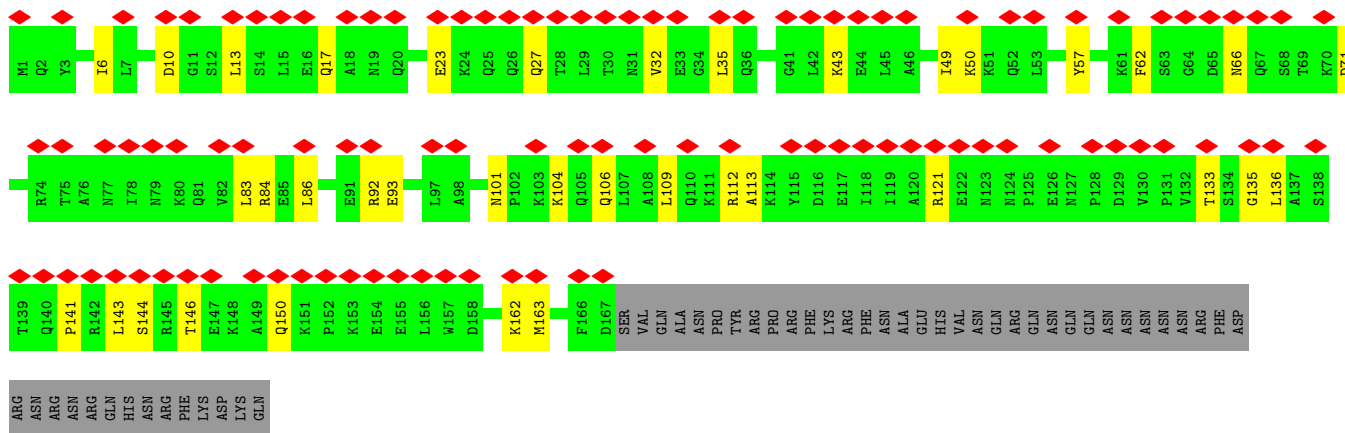 M1 Q2 Y3 I6 L7 D10 G11 S12 L13 S14 L15 E16 Q17 A18 N19 Q20 E23 K24 Q25 Q26 Q27 T28 L29 T30 N31 V32 E33 G34 L35 Q36 G41 L42 K43 E44 L45 A46 I49 K50 K51 Q52 L53 Y57 K61 F62 S63 G64 D65 N66 Q67 S68 T69 K70
R74 T75 A76 N77 I78 N79 K80 Q81 V82 L83 R84 E85 L86 E91 R92 E93 L97 A98 N101 P102 K103 K104 Q105 Q106 L107 A108 L109 Q110 K111 R112 A113 K114 Y115 D116 E117 I118 I119 A120 R121 E122 N123 N124 P125 E126 N127 P128 D129 V130 P131 V132 T133 S134 G135 L136 A137 S138
T139 Q140 P141 R142 L143 S144 R145 T146 E147 K148 A149 Q150 K151 P152 K153 E154 E155 L156 W157 D158 K162 M163 F166 D167 SER VAL GLN ALA ASN PRO TYR ARG PRO ARG PHE LYS ARG PHE ASN ALA GLU HIS VAL ASN GLN ARG GLN ASN GLN GLN ASN ASN ASN ASN ARG PHE ASP
ARG ASN ARG ASN ARG GLN HIS ASN ARG PHE LYS ASP LYS GLN